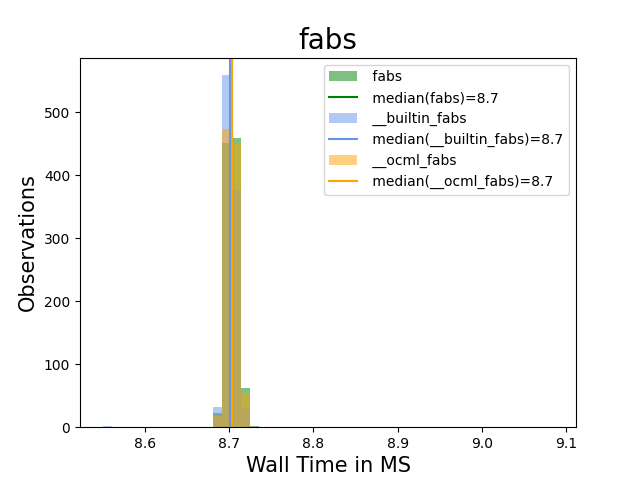 fabs
fabs
median(fabs)=8.7
__builtin_fabs
median(__builtin_fabs)=8.7
__ocml_fabs
median(__ocml_fabs)=8.7
Observations
500
400
300
200
100
0
8.6 8.7 8.8 8.9 9.0 9.1
Wall Time in MS